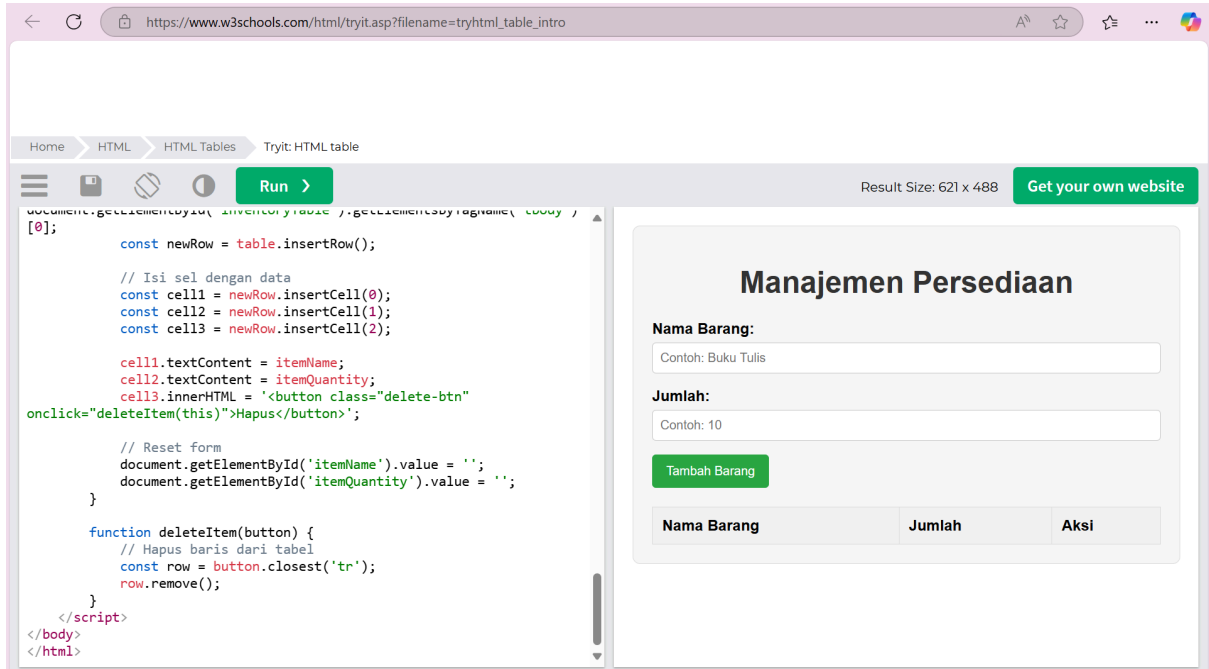 https://www.w3schools.com/html/tryit.asp?filename=tryhtml_table_intro
Home HTML HTML Tables Tryit: HTML table
Run ❯ Result Size: 621 x 488 Get your own website
document.getElementById('inventoryTable').getElementsByTagName('tbody')
[0];
const newRow = table.insertRow();
// Isi sel dengan data
const cell1 = newRow.insertCell(0);
const cell2 = newRow.insertCell(1);
const cell3 = newRow.insertCell(2);
cell1.textContent = itemName;
cell2.textContent = itemQuantity;
cell3.innerHTML = '<button class="delete-btn"
onclick="deleteItem(this)">Hapus</button>';
// Reset form
document.getElementById('itemName').value = '';
document.getElementById('itemQuantity').value = '';
}
function deleteItem(button) {
// Hapus baris dari tabel
const row = button.closest('tr');
row.remove();
}
</script>
</body>
</html>
Manajemen Persediaan
Nama Barang:
Contoh: Buku Tulis
Jumlah:
Contoh: 10
Tambah Barang
Nama Barang Jumlah Aksi